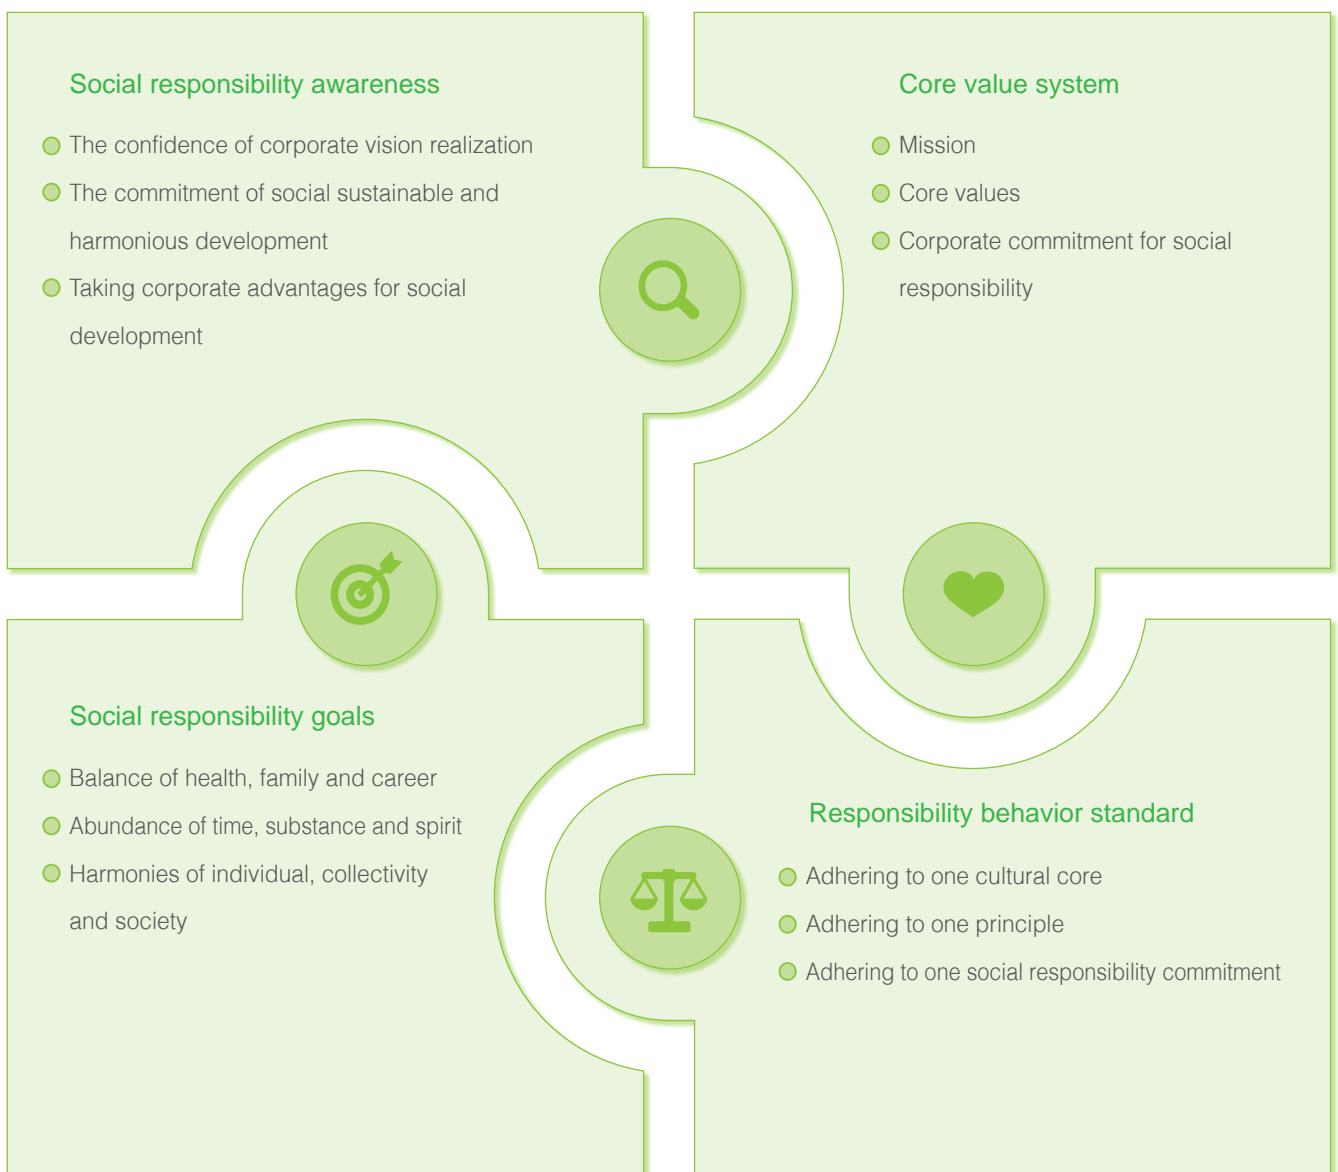 Social responsibility awareness
The confidence of corporate vision realization
The commitment of social sustainable and
harmonious development
Taking corporate advantages for social
development
Core value system
Mission
Core values
Corporate commitment for social
responsibility
Social responsibility goals
Balance of health, family and career
Abundance of time, substance and spirit
Harmonies of individual, collectivity
and society
Responsibility behavior standard
Adhering to one cultural core
Adhering to one principle
Adhering to one social responsibility commitment